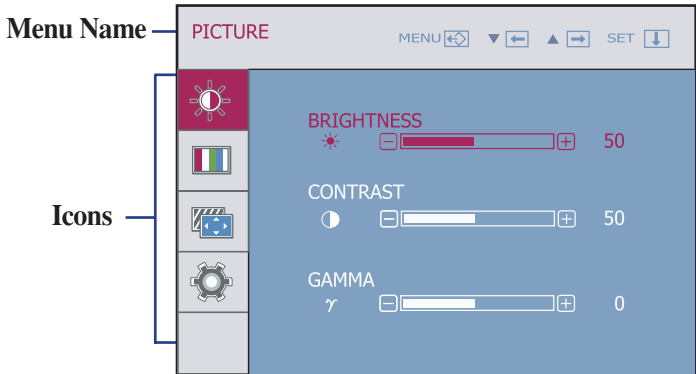 Menu Name
PICTURE
MENU ▼ ▲ SET
BRIGHTNESS
50
CONTRAST
50
Icons
GAMMA
γ 0